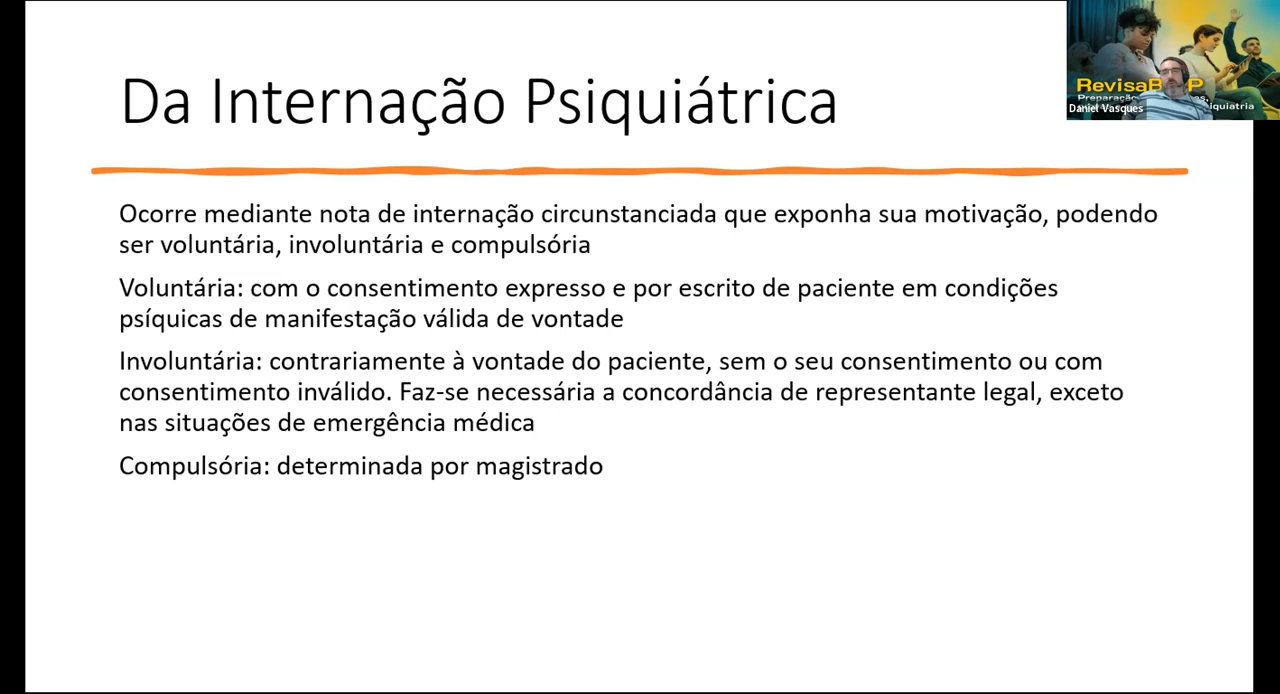 Da Internação Psiquiátrica
RevisaB P
Preparação
Daniel Vasques
iquiatria
Ocorre mediante nota de internação circunstanciada que exponha sua motivação, podendo
ser voluntária, involuntária e compulsória
Voluntária: com o consentimento expresso e por escrito de paciente em condições
psíquicas de manifestação válida de vontade
Involuntária: contrariamente à vontade do paciente, sem o seu consentimento ou com
consentimento inválido. Faz-se necessária a concordância de representante legal, exceto
nas situações de emergência médica
Compulsória: determinada por magistrado